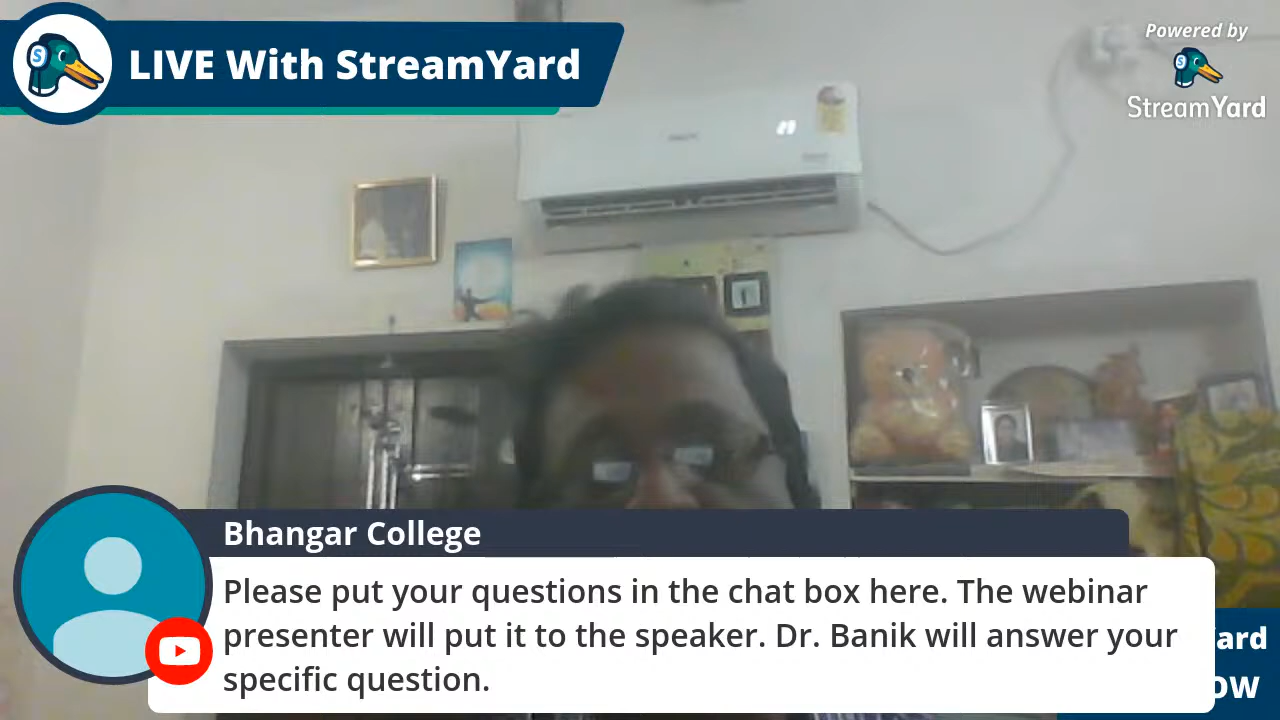 LIVE With StreamYard
Powered by
StreamYard
Bhangar College
Please put your questions in the chat box here. The webinar
presenter will put it to the speaker. Dr. Banik will answer your
specific question.
ard
OW